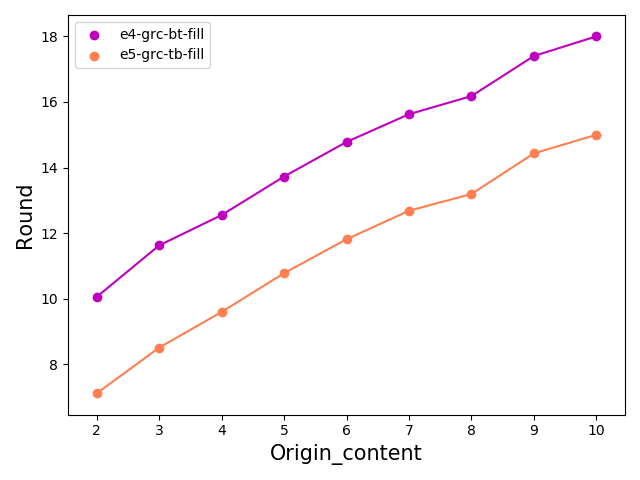 e4-grc-bt-fill
e5-grc-tb-fill
Round
18
16
14
12
10
8
2 3 4 5 6 7 8 9 10
Origin_content